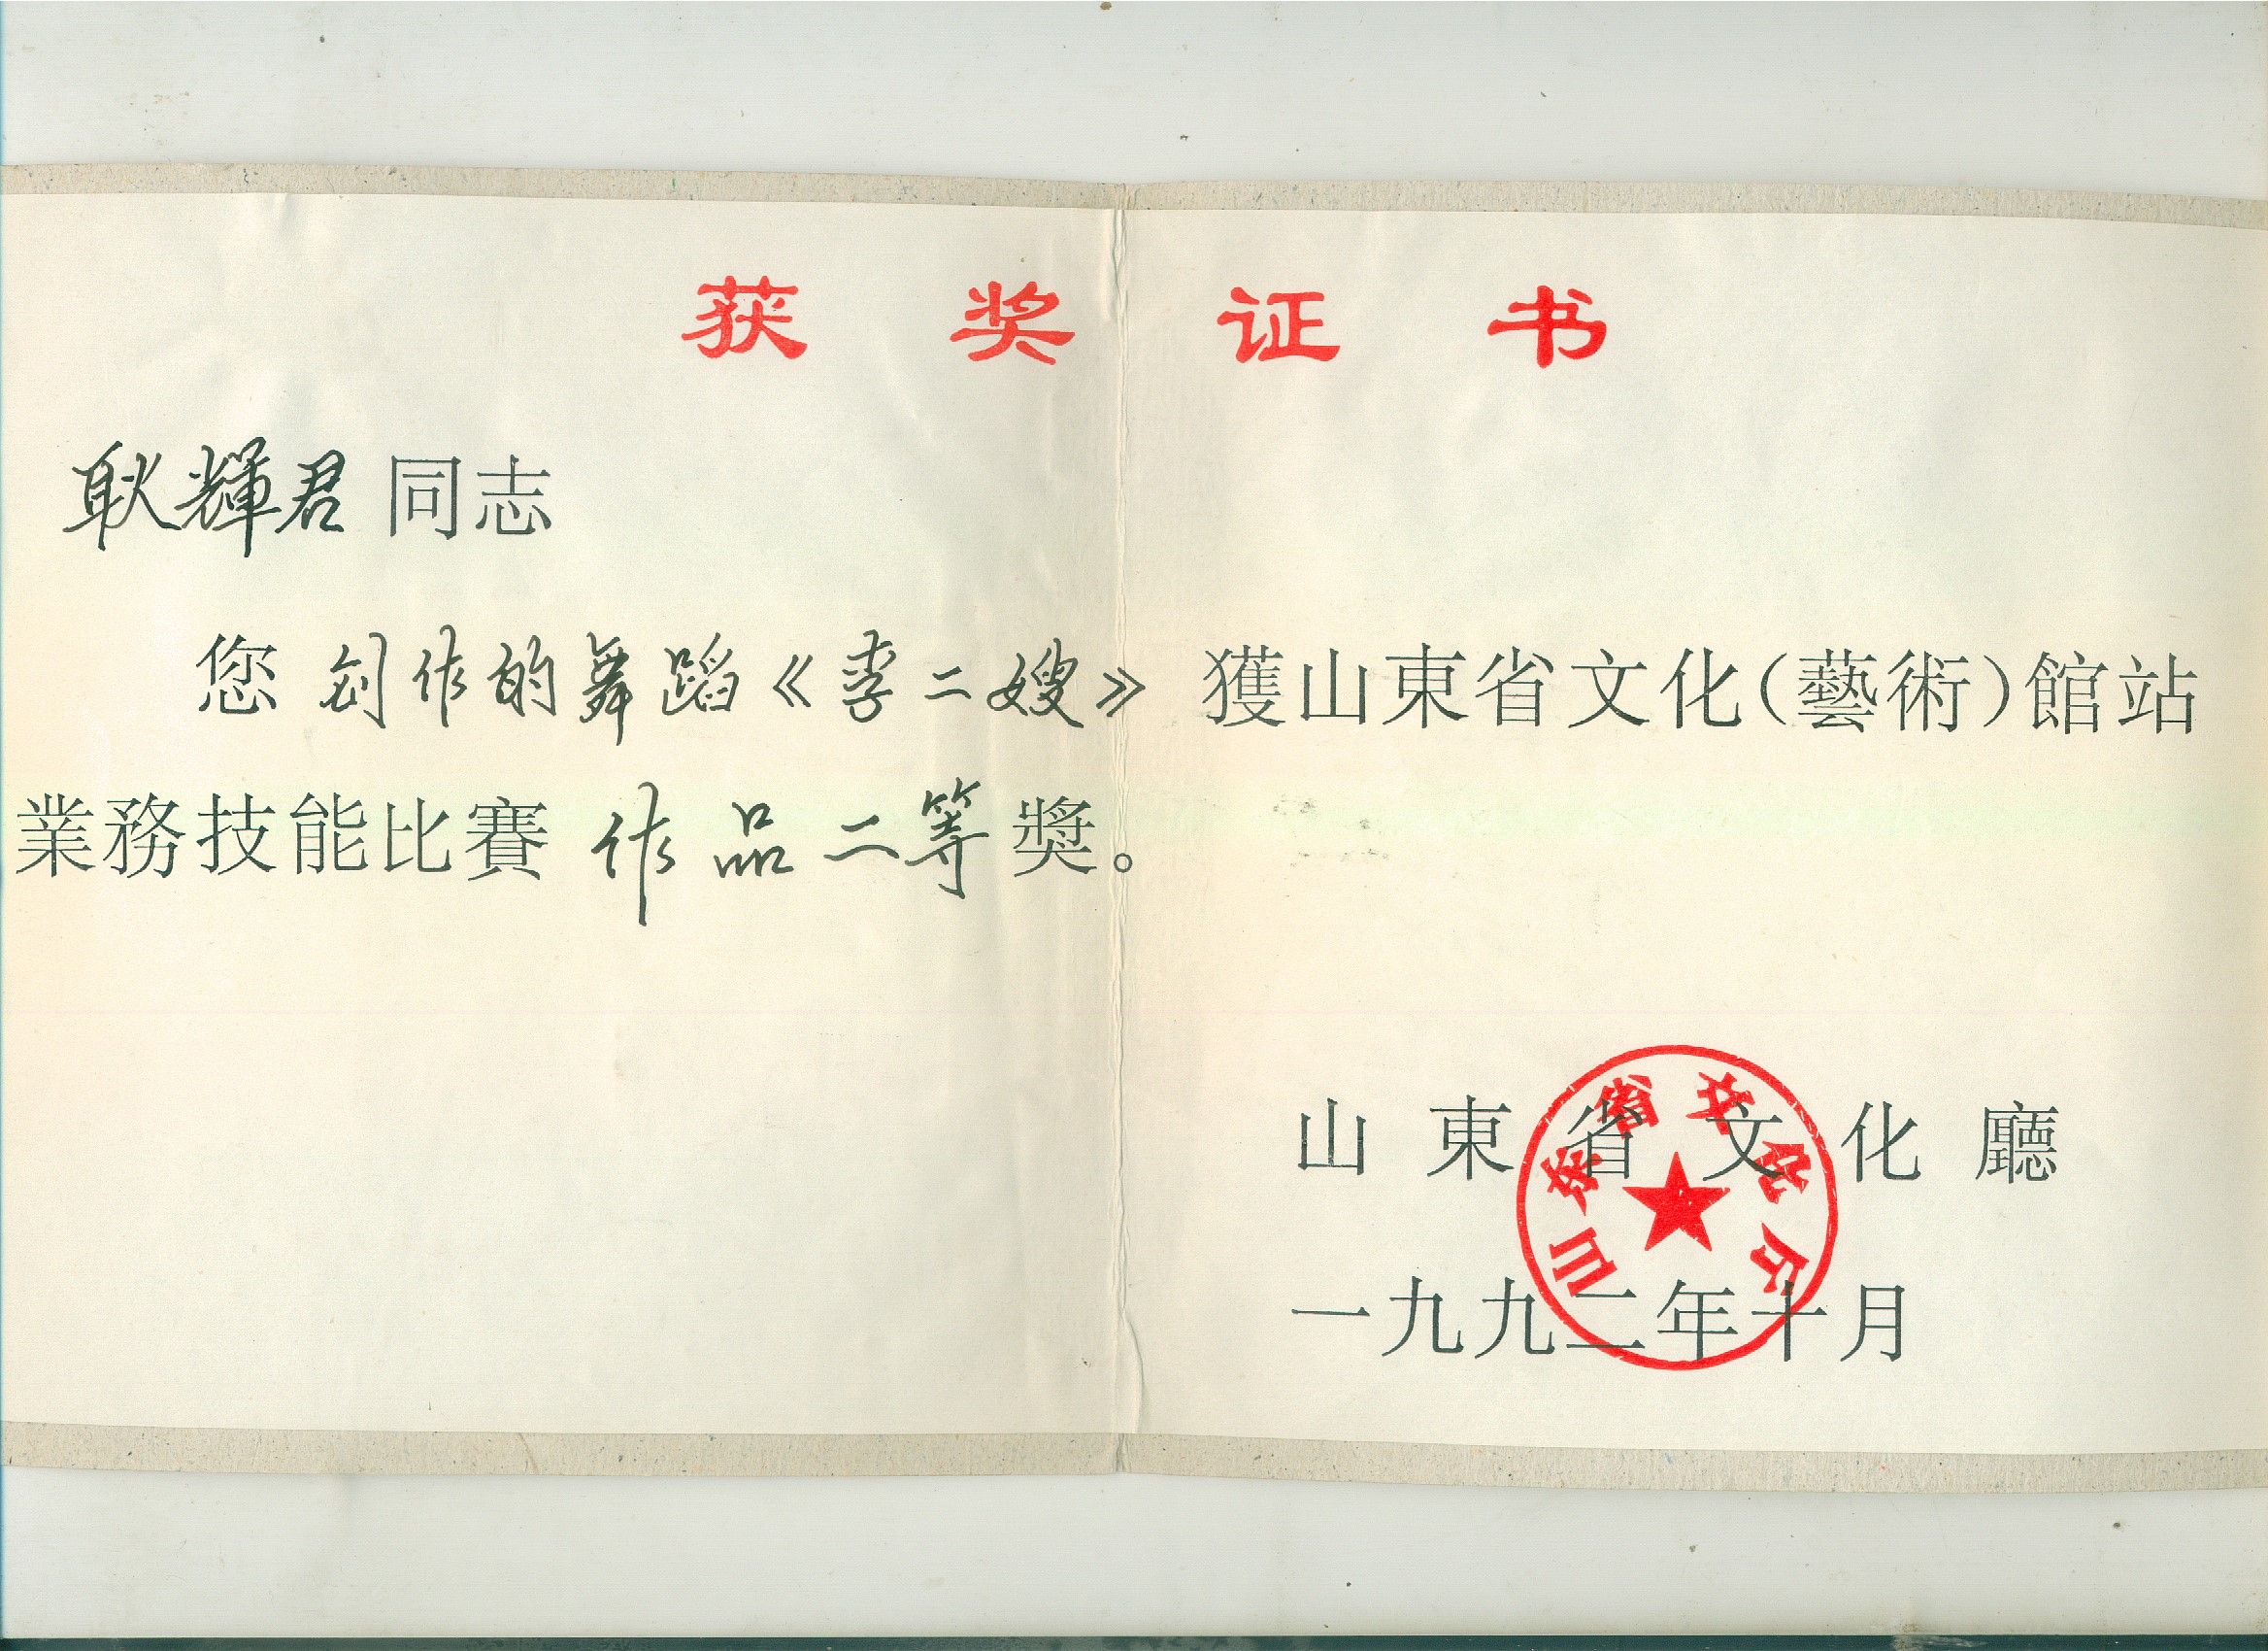 获奖证书
耿輝君同志
您创作的舞蹈《李二嫂》獲山東省文化(藝術)館站
業務技能比賽作品二等獎。
山東省文化廳
山东省文化厅
一九九二年十月